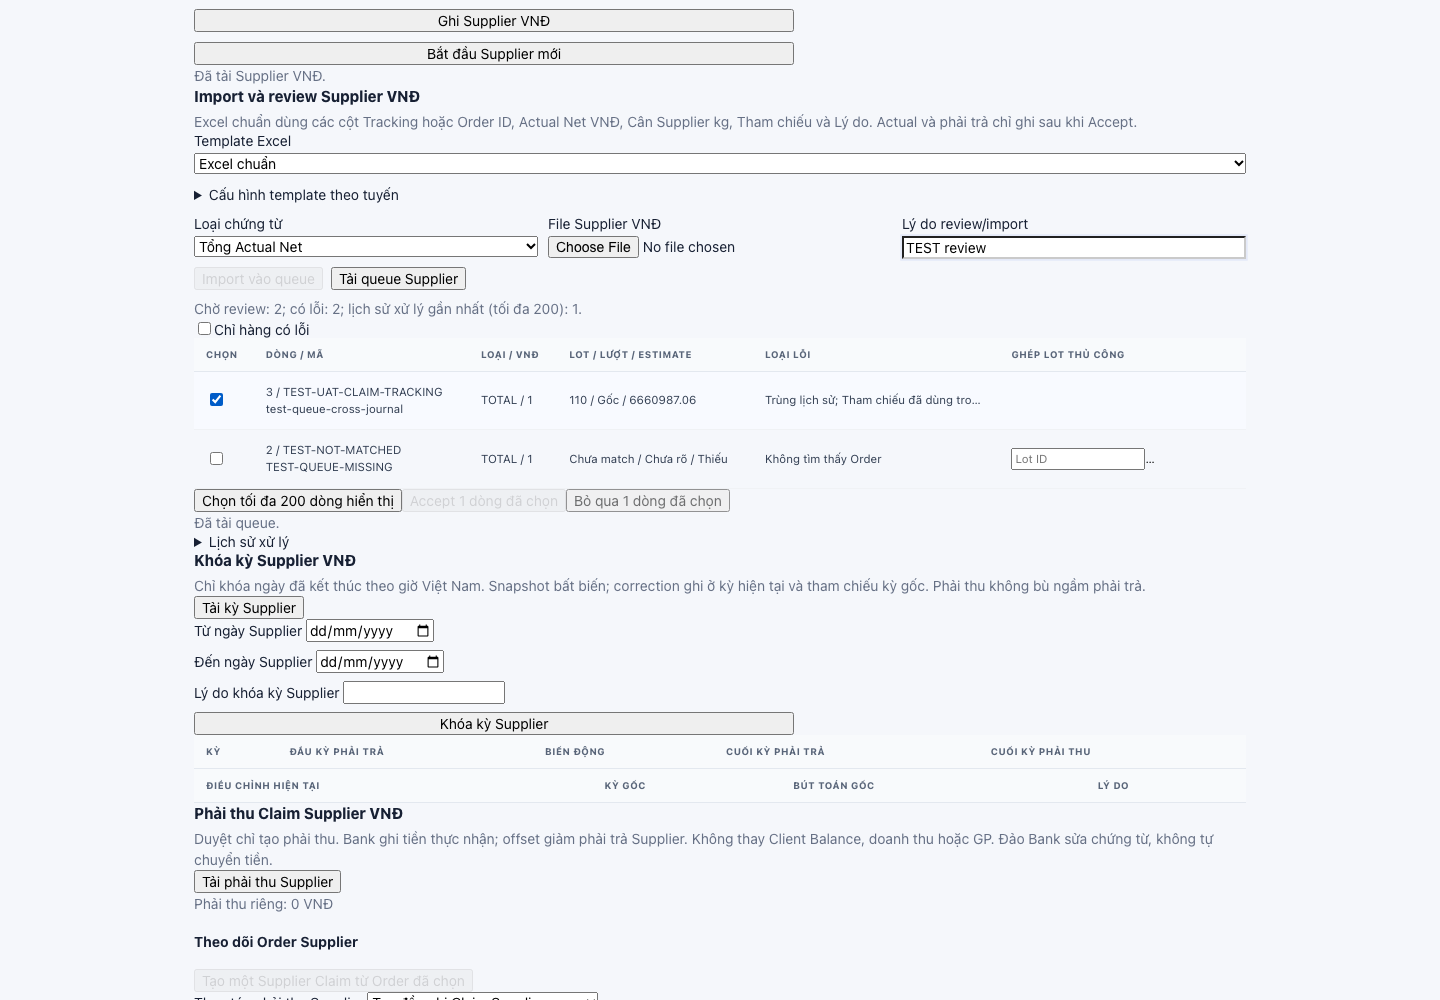 Ghi Supplier VNĐ
Bắt đầu Supplier mới
Đã tải Supplier VNĐ.
Import và review Supplier VNĐ
Excel chuẩn dùng các cột Tracking hoặc Order ID, Actual Net VNĐ, Cân Supplier kg, Tham chiếu và Lý do. Actual và phải trả chỉ ghi sau khi Accept.
Template Excel
Excel chuẩn
Cấu hình template theo tuyến
Loại chứng từ File Supplier VNĐ Lý do review/import
Tổng Actual Net Choose File No file chosen TEST review
Import vào queue Tải queue Supplier
Chờ review: 2; có lỗi: 2; lịch sử xử lý gần nhất (tối đa 200): 1.
Chỉ hàng có lỗi
CHỌN DÒNG / MÃ LOẠI / VNĐ LOT / LƯỢT / ESTIMATE LOẠI LỖI GHÉP LOT THỦ CÔNG
3 / TEST-UAT-CLAIM-TRACKING
test-queue-cross-journal TOTAL / 1 110 / Gốc / 6660987.06 Trùng lịch sử; Tham chiếu đã dùng tro...
2 / TEST-NOT-MATCHED
TEST-QUEUE-MISSING TOTAL / 1 Chưa match / Chưa rõ / Thiếu Không tìm thấy Order Lot ID ...
Chọn tối đa 200 dòng hiển thị Accept 1 dòng đã chọn Bỏ qua 1 dòng đã chọn
Đã tải queue.
Lịch sử xử lý
Khóa kỳ Supplier VNĐ
Chỉ khóa ngày đã kết thúc theo giờ Việt Nam. Snapshot bất biến; correction ghi ở kỳ hiện tại và tham chiếu kỳ gốc. Phải thu không bù ngầm phải trả.
Tải kỳ Supplier
Từ ngày Supplier dd/mm/yyyy
Đến ngày Supplier dd/mm/yyyy
Lý do khóa kỳ Supplier
Khóa kỳ Supplier
KỲ ĐẦU KỲ PHẢI TRẢ BIẾN ĐỘNG CUỐI KỲ PHẢI TRẢ CUỐI KỲ PHẢI THU
ĐIỀU CHỈNH HIỆN TẠI KỲ GỐC BÚT TOÁN GỐC LÝ DO
Phải thu Claim Supplier VNĐ
Duyệt chỉ tạo phải thu. Bank ghi tiền thực nhận; offset giảm phải trả Supplier. Không thay Client Balance, doanh thu hoặc GP. Đảo Bank sửa chứng từ, không tự
chuyển tiền.
Tải phải thu Supplier
Phải thu riêng: 0 VNĐ
Theo dõi Order Supplier
Tạo một Supplier Claim từ Order đã chọn